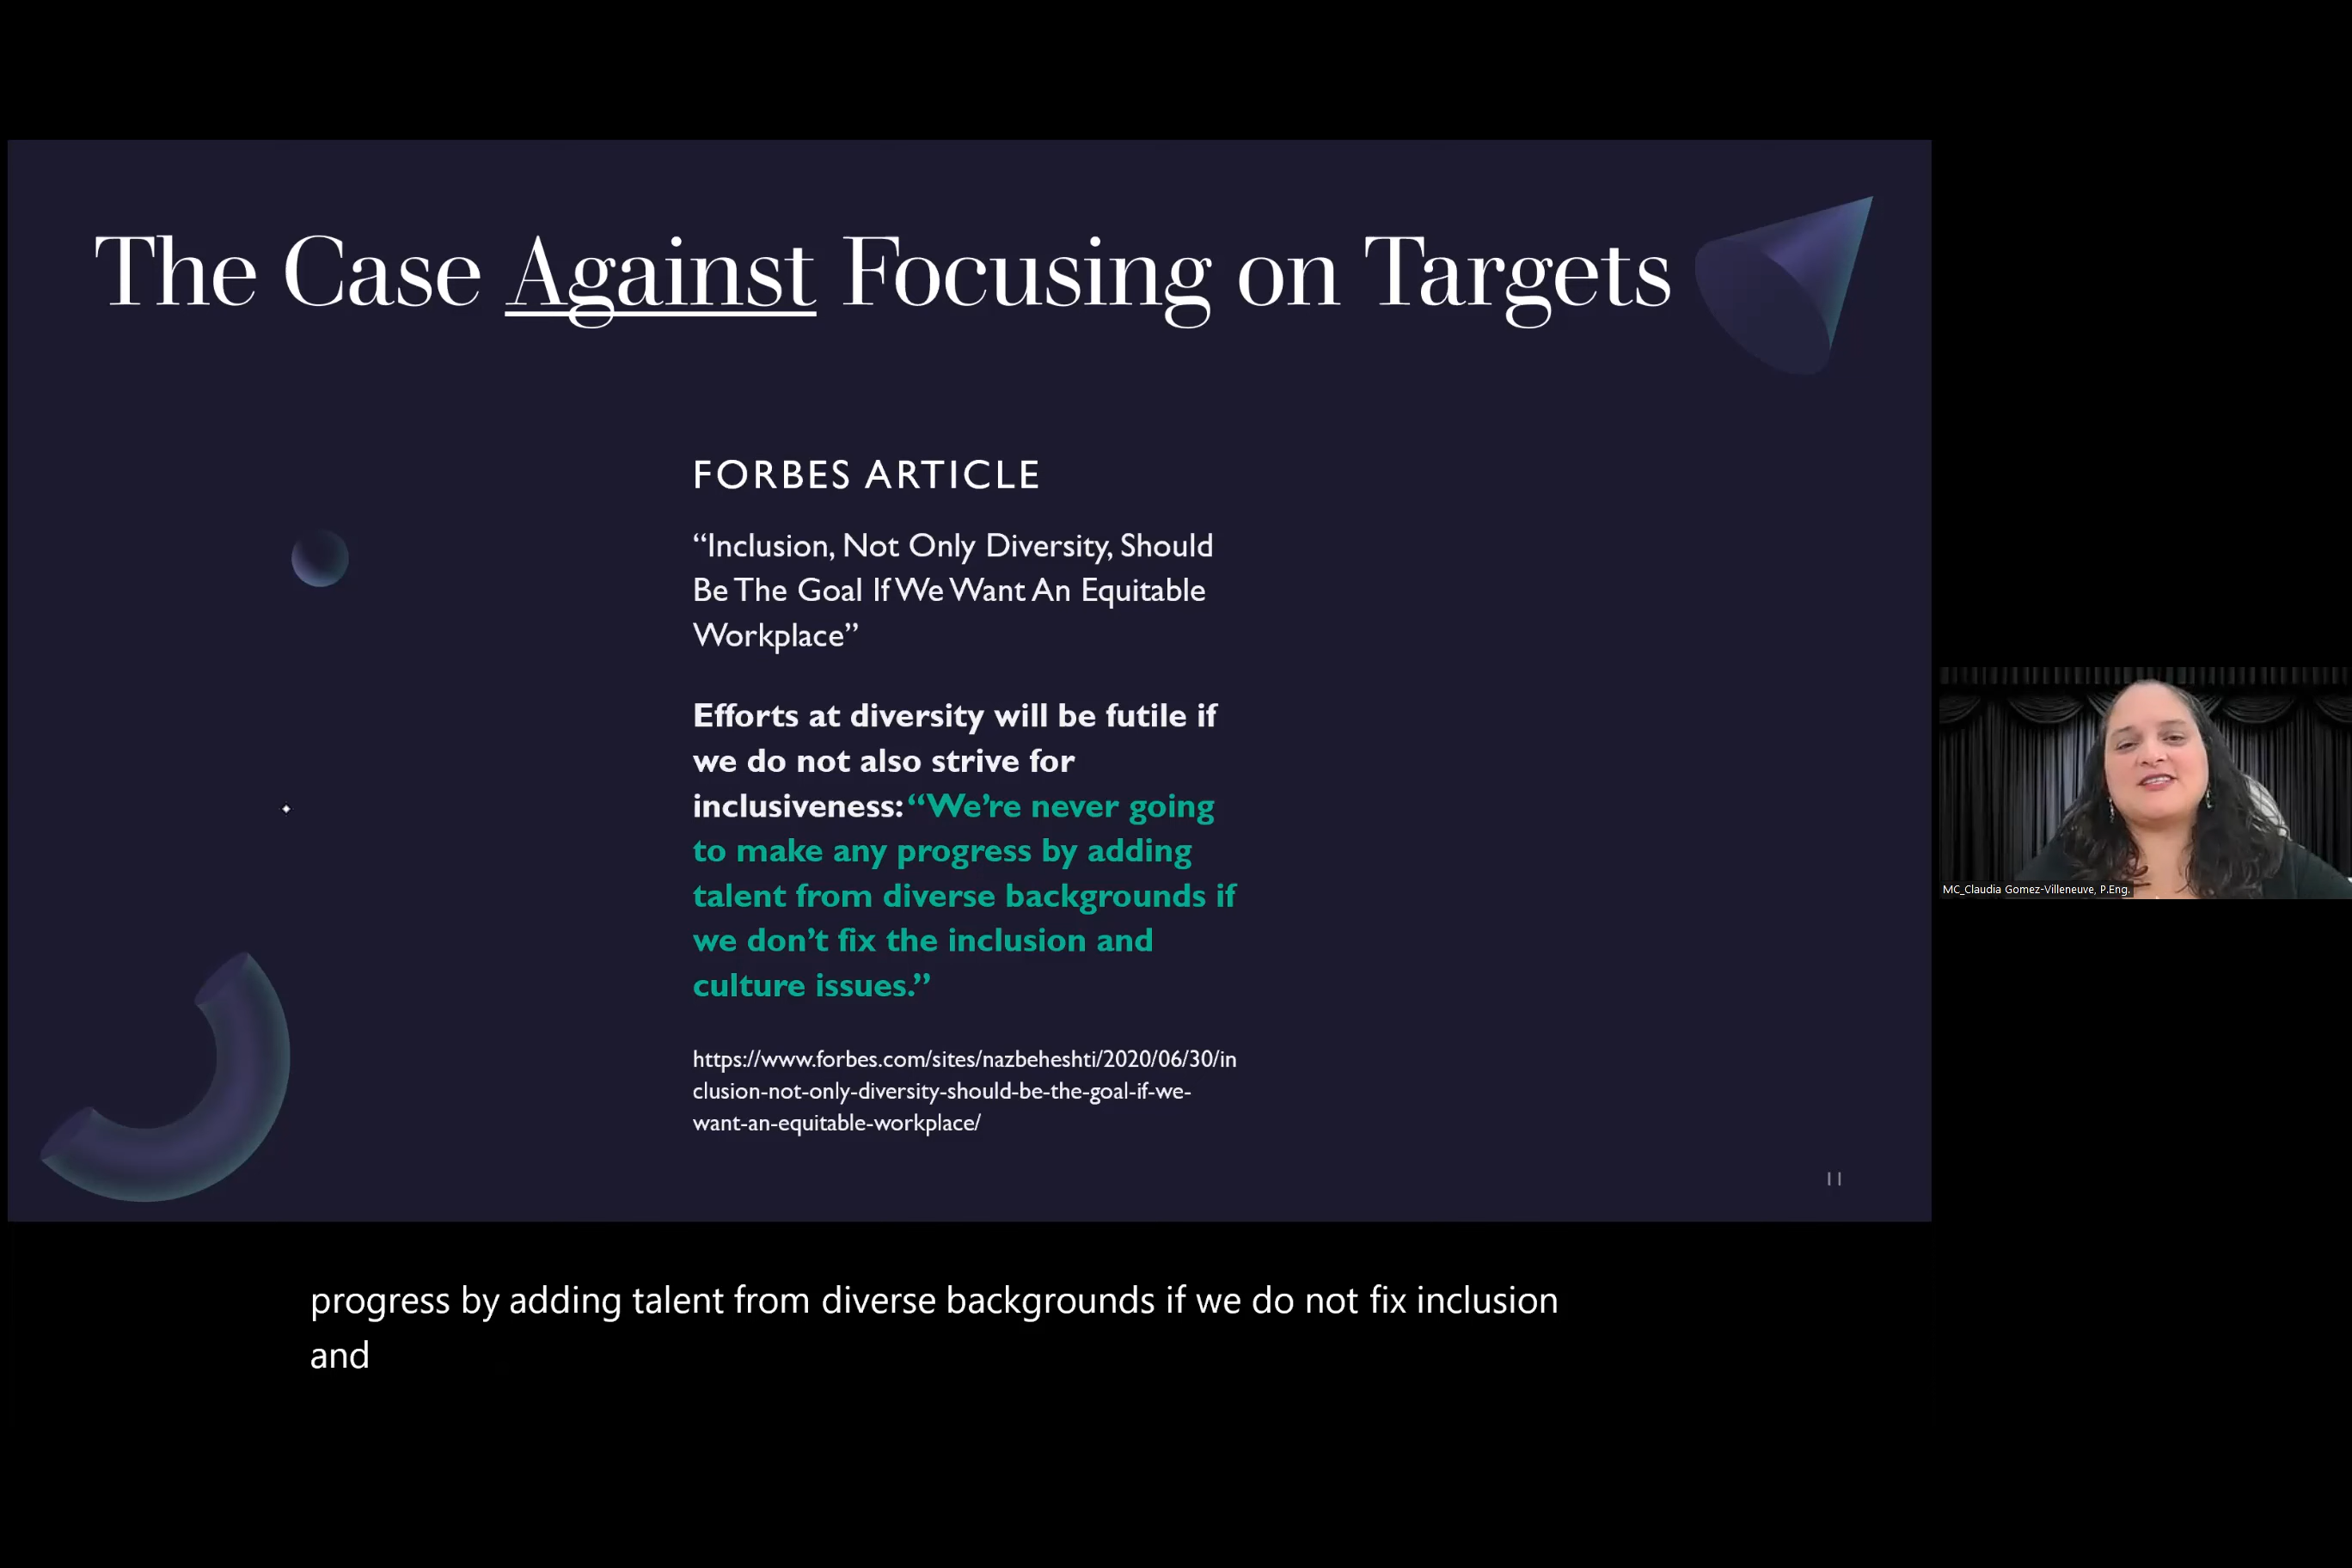 The Case Against Focusing on Targets
FORBES ARTICLE
“Inclusion, Not Only Diversity, Should
Be The Goal If We Want An Equitable
Workplace”
Efforts at diversity will be futile if
we do not also strive for
inclusiveness: “We’re never going
to make any progress by adding
talent from diverse backgrounds if
we don’t fix the inclusion and
culture issues.”
https://www.forbes.com/sites/nazbeheshti/2020/06/30/in
clusion-not-only-diversity-should-be-the-goal-if-we-
want-an-equitable-workplace/
11
MC_Claudia Gomez-Villeneuve, P.Eng.
progress by adding talent from diverse backgrounds if we do not fix inclusion
and